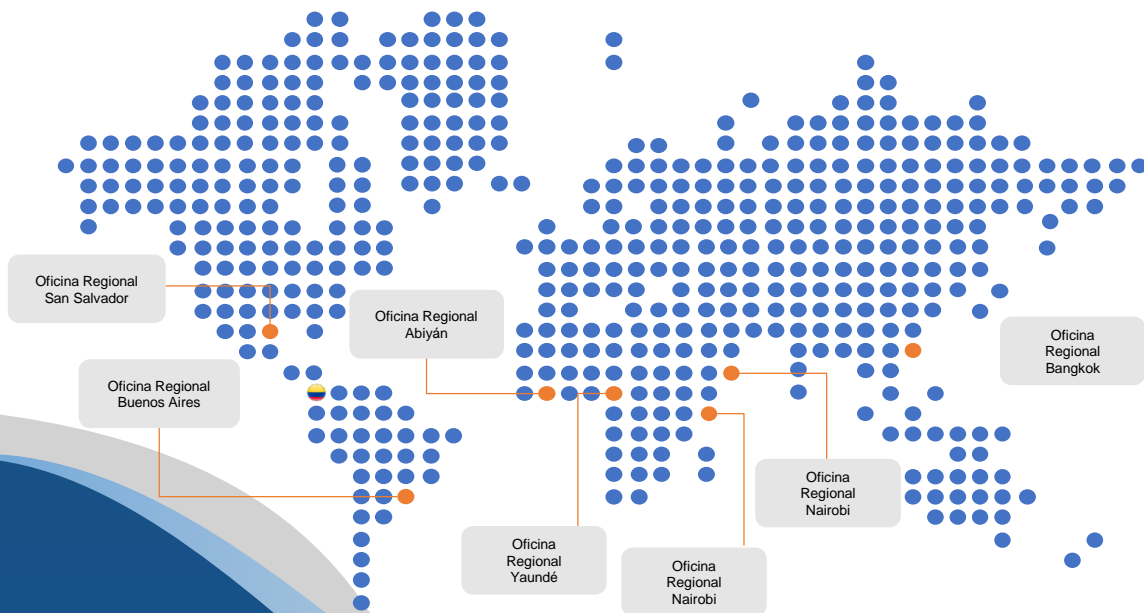 Oficina Regional
San Salvador
Oficina Regional
Abiyán
Oficina
Regional
Bangkok
Oficina Regional
Buenos Aires
Oficina
Regional
Nairobi
Oficina
Regional
Yaundé
Oficina
Regional
Nairobi